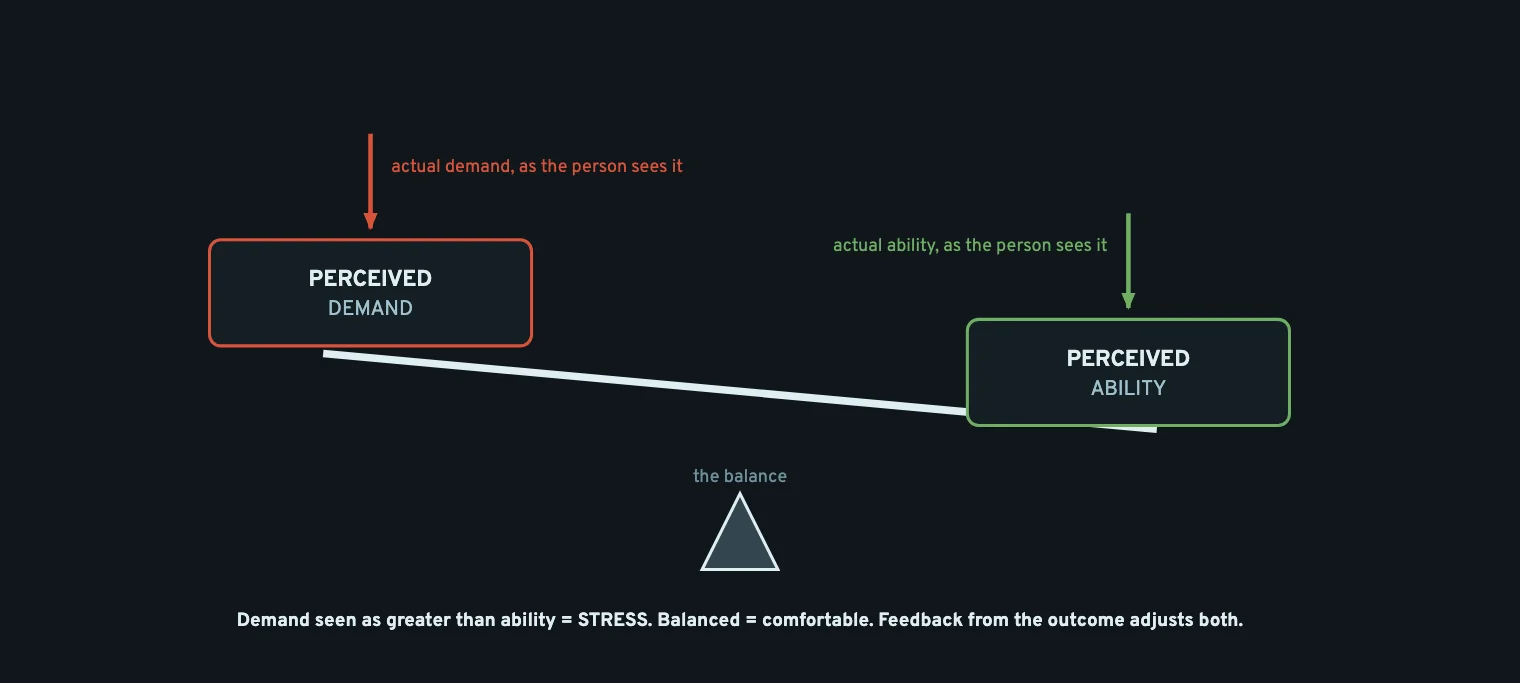 actual demand, as the person sees it
PERCEIVED
DEMAND
actual ability, as the person sees it
PERCEIVED
ABILITY
the balance
Demand seen as greater than ability = STRESS. Balanced = comfortable. Feedback from the outcome adjusts both.